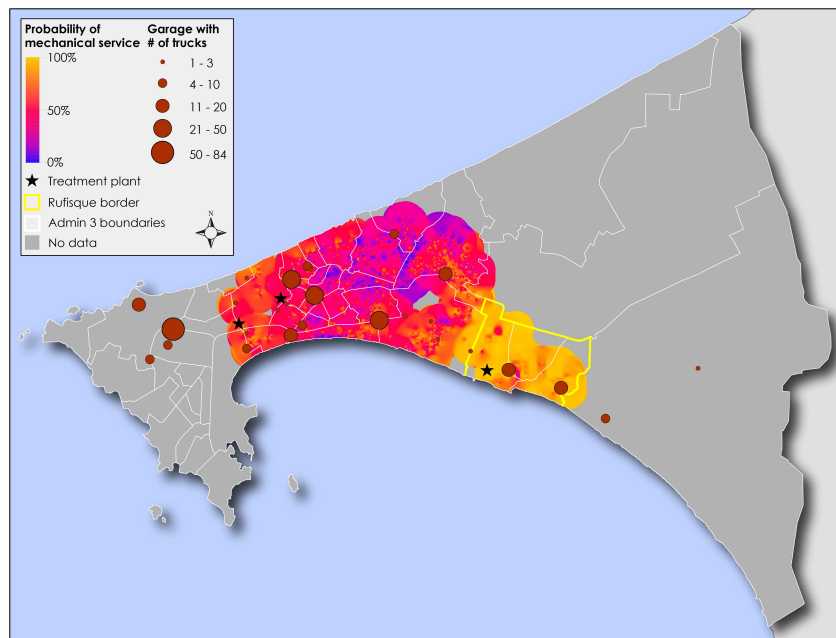 Probability of
mechanical service
100%
50%
0%
Garage with
# of trucks
1 - 3
4 - 10
11 - 20
21 - 50
50 - 84
Treatment plant
Rufisque border
Admin 3 boundaries
No data
N